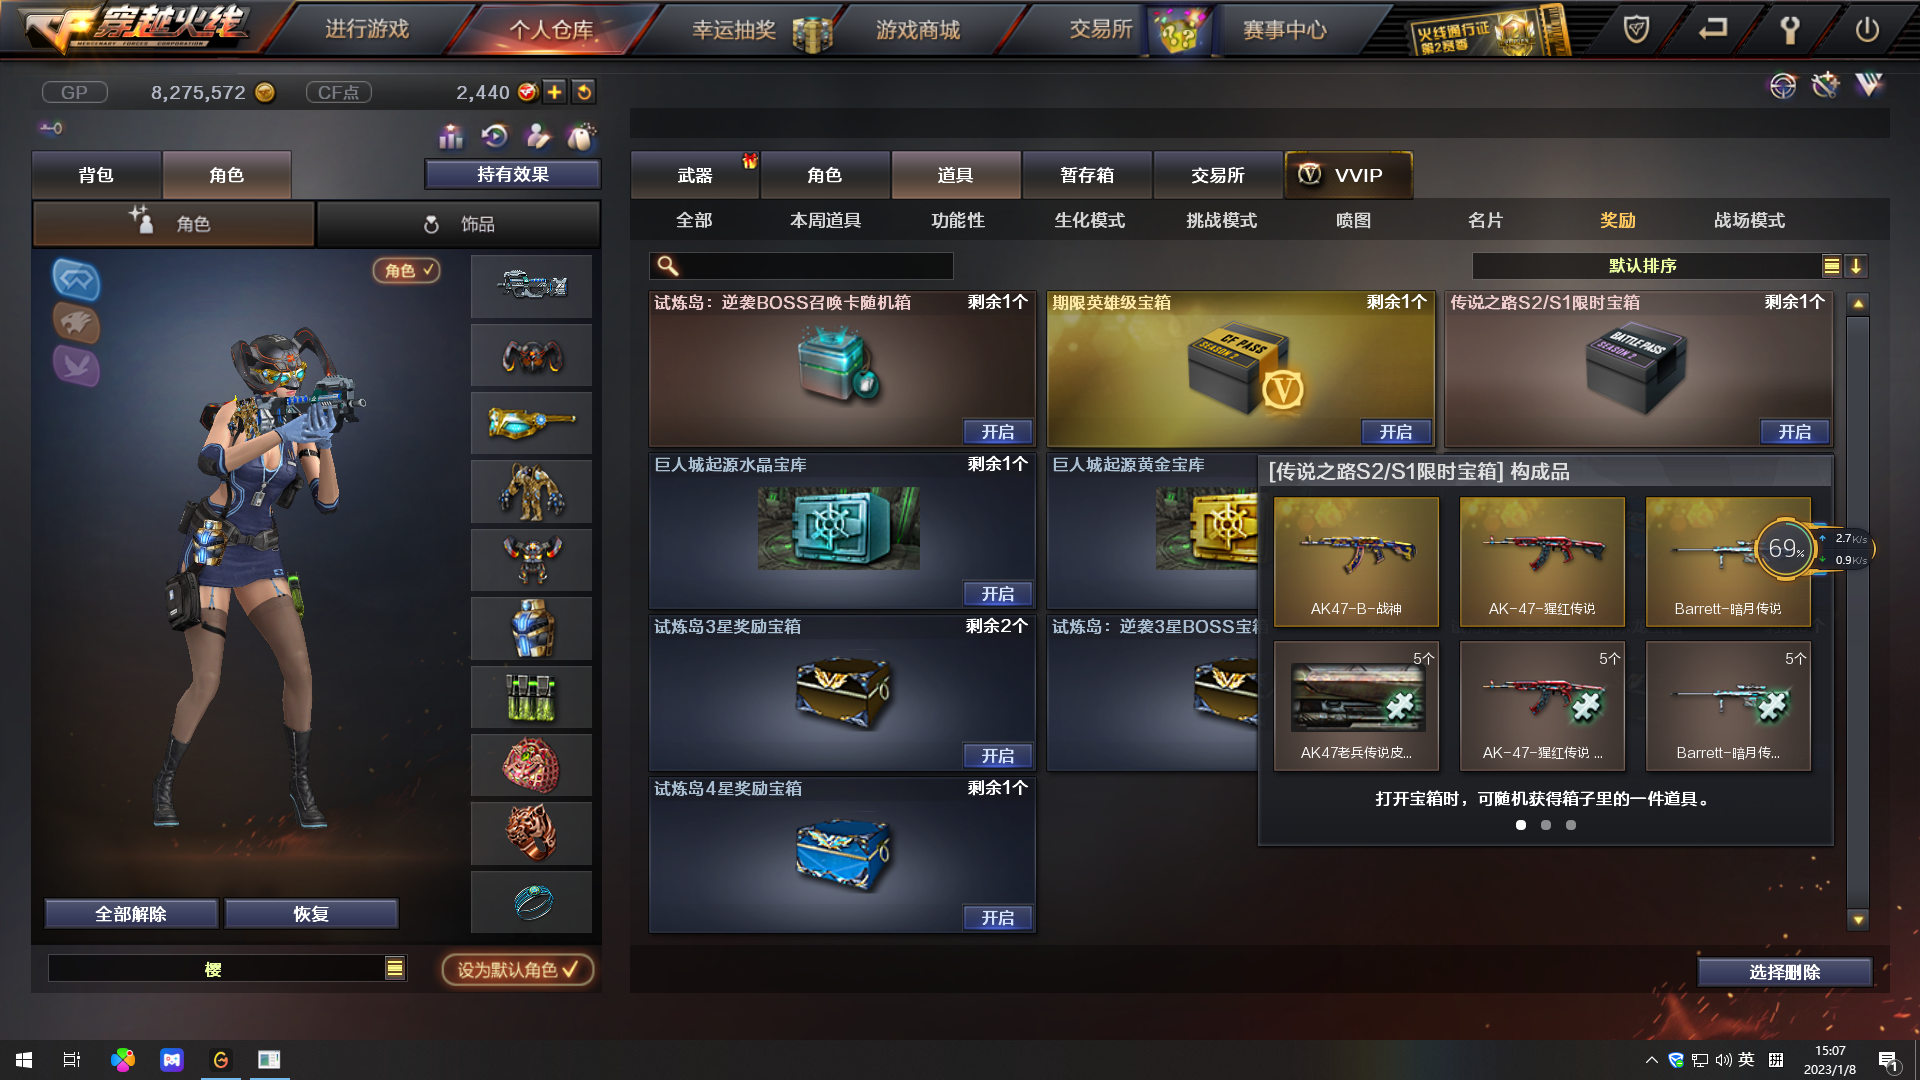 穿越火线
MERCENARY FORCES CORPORATION
进行游戏
个人仓库
幸运抽奖
游戏商城
交易所
赛事中心
火线通行证
第2赛季
GP
8,275,572
CF点
2,440
背包
角色
持有效果
角色
饰品
角色
全部解除
恢复
樱
设为默认角色
武器
角色
道具
暂存箱
交易所
VVIP
全部
本周道具
功能性
生化模式
挑战模式
喷图
名片
奖励
战场模式
默认排序
试炼岛：逆袭BOSS召唤卡随机箱
剩余1个
开启
期限英雄级宝箱
剩余1个
CF PASS
SEASON 2
V
开启
传说之路S2/S1限时宝箱
剩余1个
BATTLE PASS
SEASON 2
开启
巨人城起源水晶宝库
剩余1个
开启
巨人城起源黄金宝库
试炼岛3星奖励宝箱
剩余2个
开启
试炼岛：逆袭3星BOSS宝箱
试炼岛4星奖励宝箱
剩余1个
开启
[传说之路S2/S1限时宝箱] 构成品
AK47-B-战神
AK-47-猩红传说
Barrett-暗月传说
5个
AK47老兵传说皮...
5个
AK-47-猩红传说 ...
5个
Barrett-暗月传...
打开宝箱时，可随机获得箱子里的一件道具。
69%
2.7K/s
0.9K/s
选择删除
英
拼
15:07
2023/1/8
1